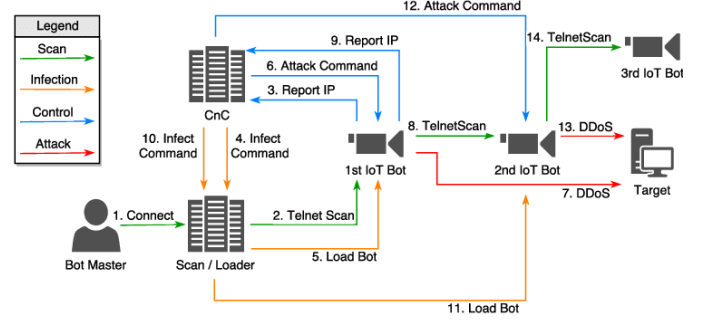 Legend
Scan
Infection
Control
Attack
12. Attack Command
9. Report IP
6. Attack Command
3. Report IP
CnC
14. TelnetScan
3rd IoT Bot
10. Infect
Command
4. Infect
Command
8. TelnetScan
13. DDoS
1st IoT Bot
2nd IoT Bot
7. DDoS
Target
1. Connect
2. Telnet Scan
Bot Master
Scan / Loader
5. Load Bot
11. Load Bot